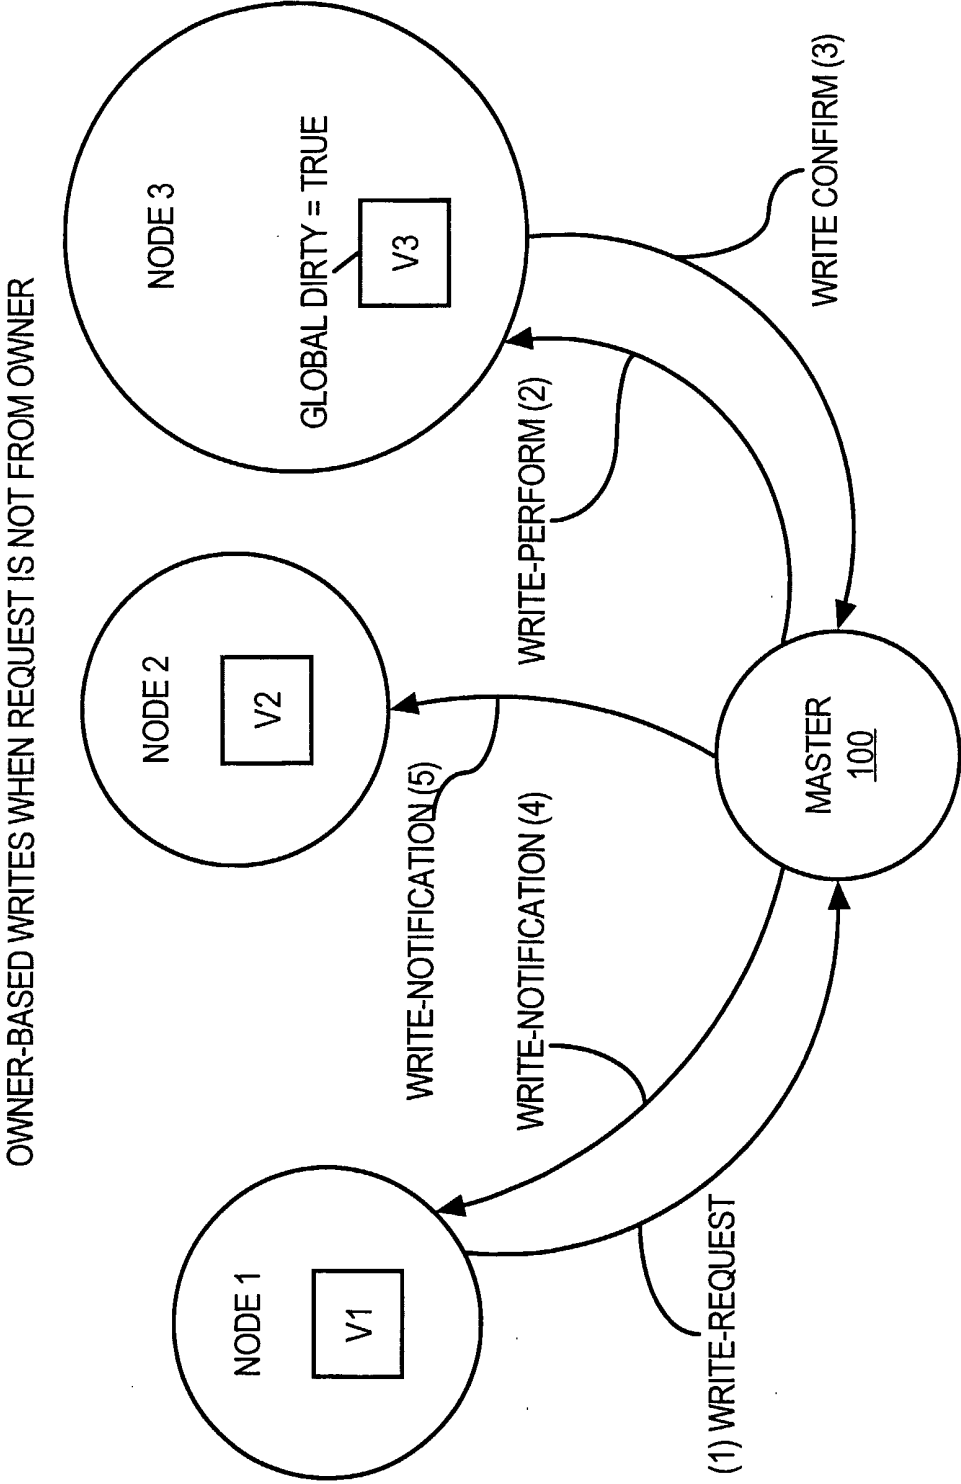 OWNER-BASED WRITES WHEN REQUEST IS NOT FROM OWNER
NODE 1
V1
NODE 2
V2
NODE 3
GLOBAL DIRTY = TRUE
V3
WRITE-NOTIFICATION (5)
WRITE-NOTIFICATION (4)
WRITE-PERFORM (2)
(1) WRITE-REQUEST
MASTER
100
WRITE CONFIRM (3)